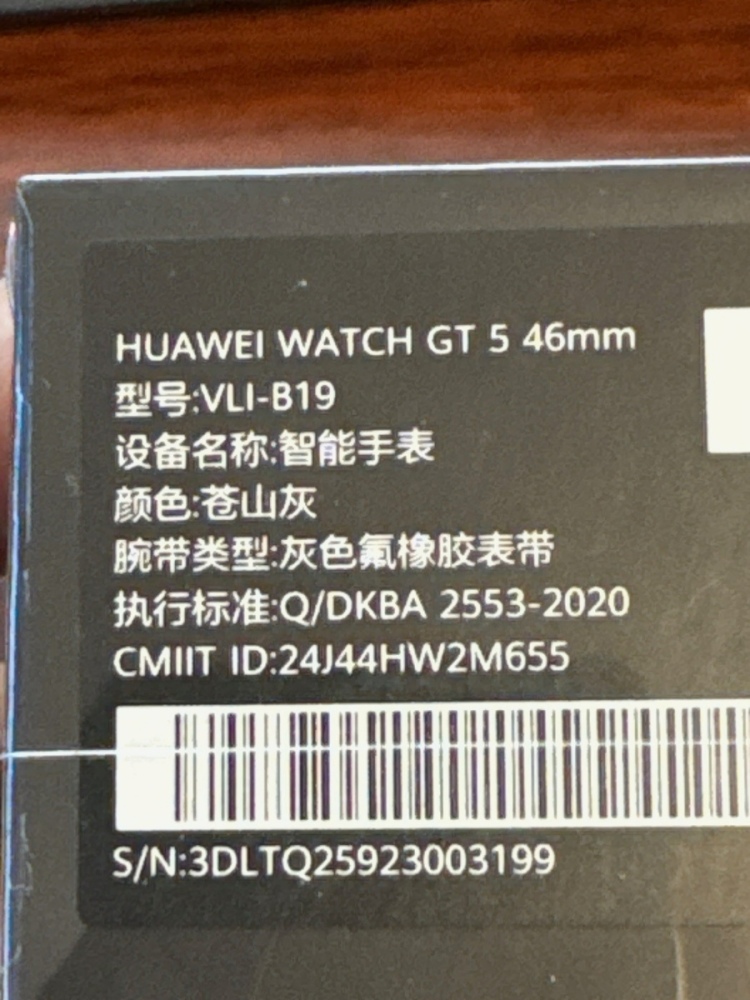 HUAWEI WATCH GT 5 46mm
型号:VLI-B19
设备名称:智能手表
颜色:苍山灰
腕带类型:灰色氟橡胶表带
执行标准:Q/DKBA 2553-2020
CMIIT ID:24J44HW2M655
S/N:3DLTQ25923003199